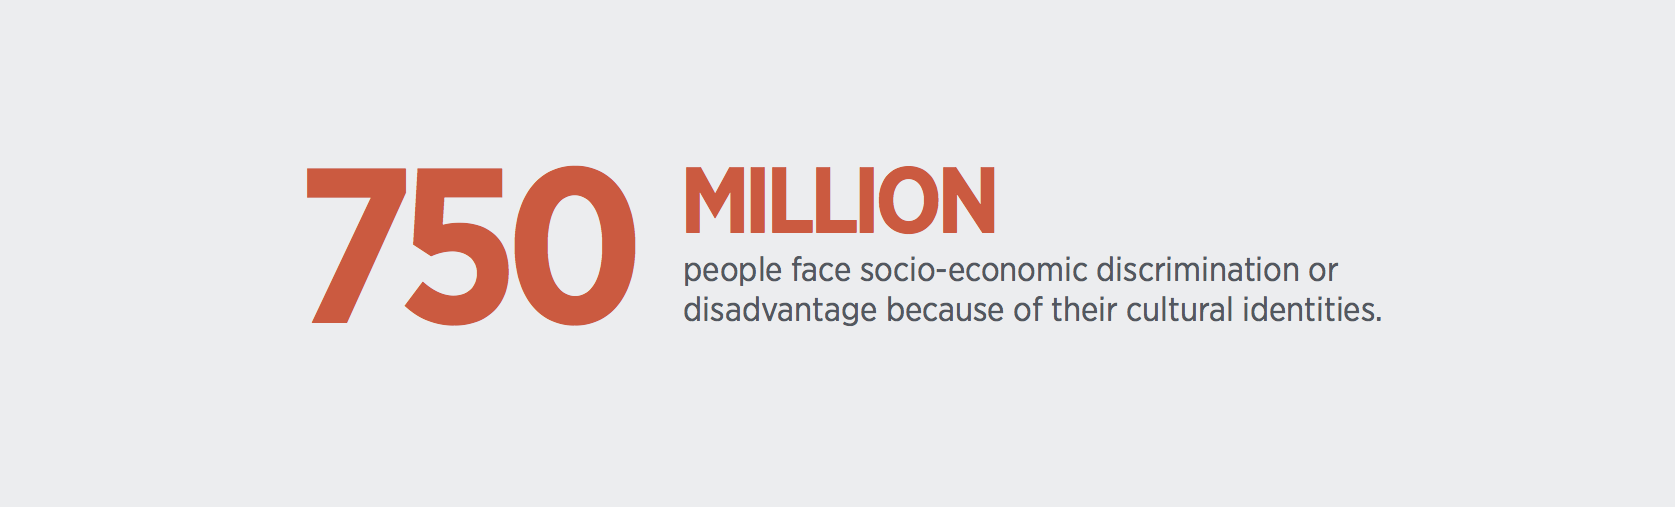 750 MILLION
people face socio-economic discrimination or
disadvantage because of their cultural identities.